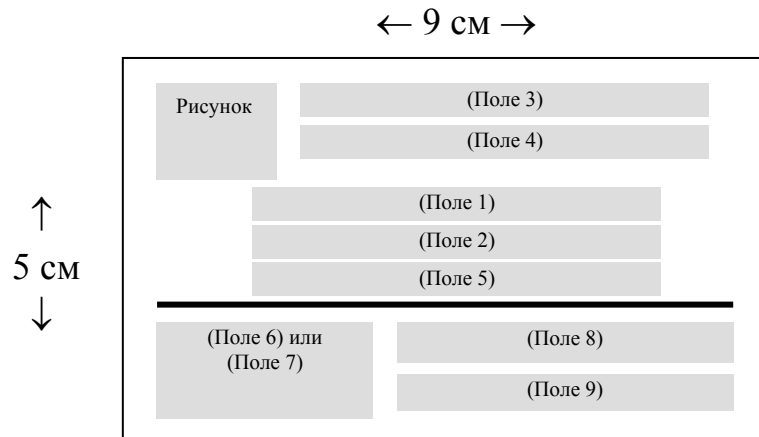 ← 9 см →
Рисунок
(Поле 3)
(Поле 4)
↑
5 см
↓
(Поле 1)
(Поле 2)
(Поле 5)
(Поле 6) или
(Поле 7)
(Поле 8)
(Поле 9)